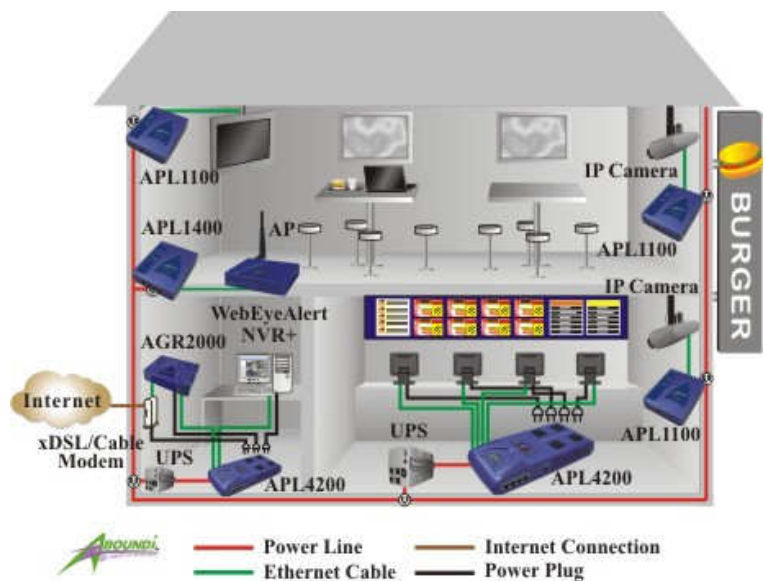 APL1100
IP Camera
APL1400
AP
APL1100
BURGER
WebEyeAlert
NVR+
IP Camera
AGR2000
Internet
xDSL/Cable
Modem
UPS
APL4200
UPS
APL4200
APL1100
ABOUNDi
Power Line
Internet Connection
Ethernet Cable
Power Plug